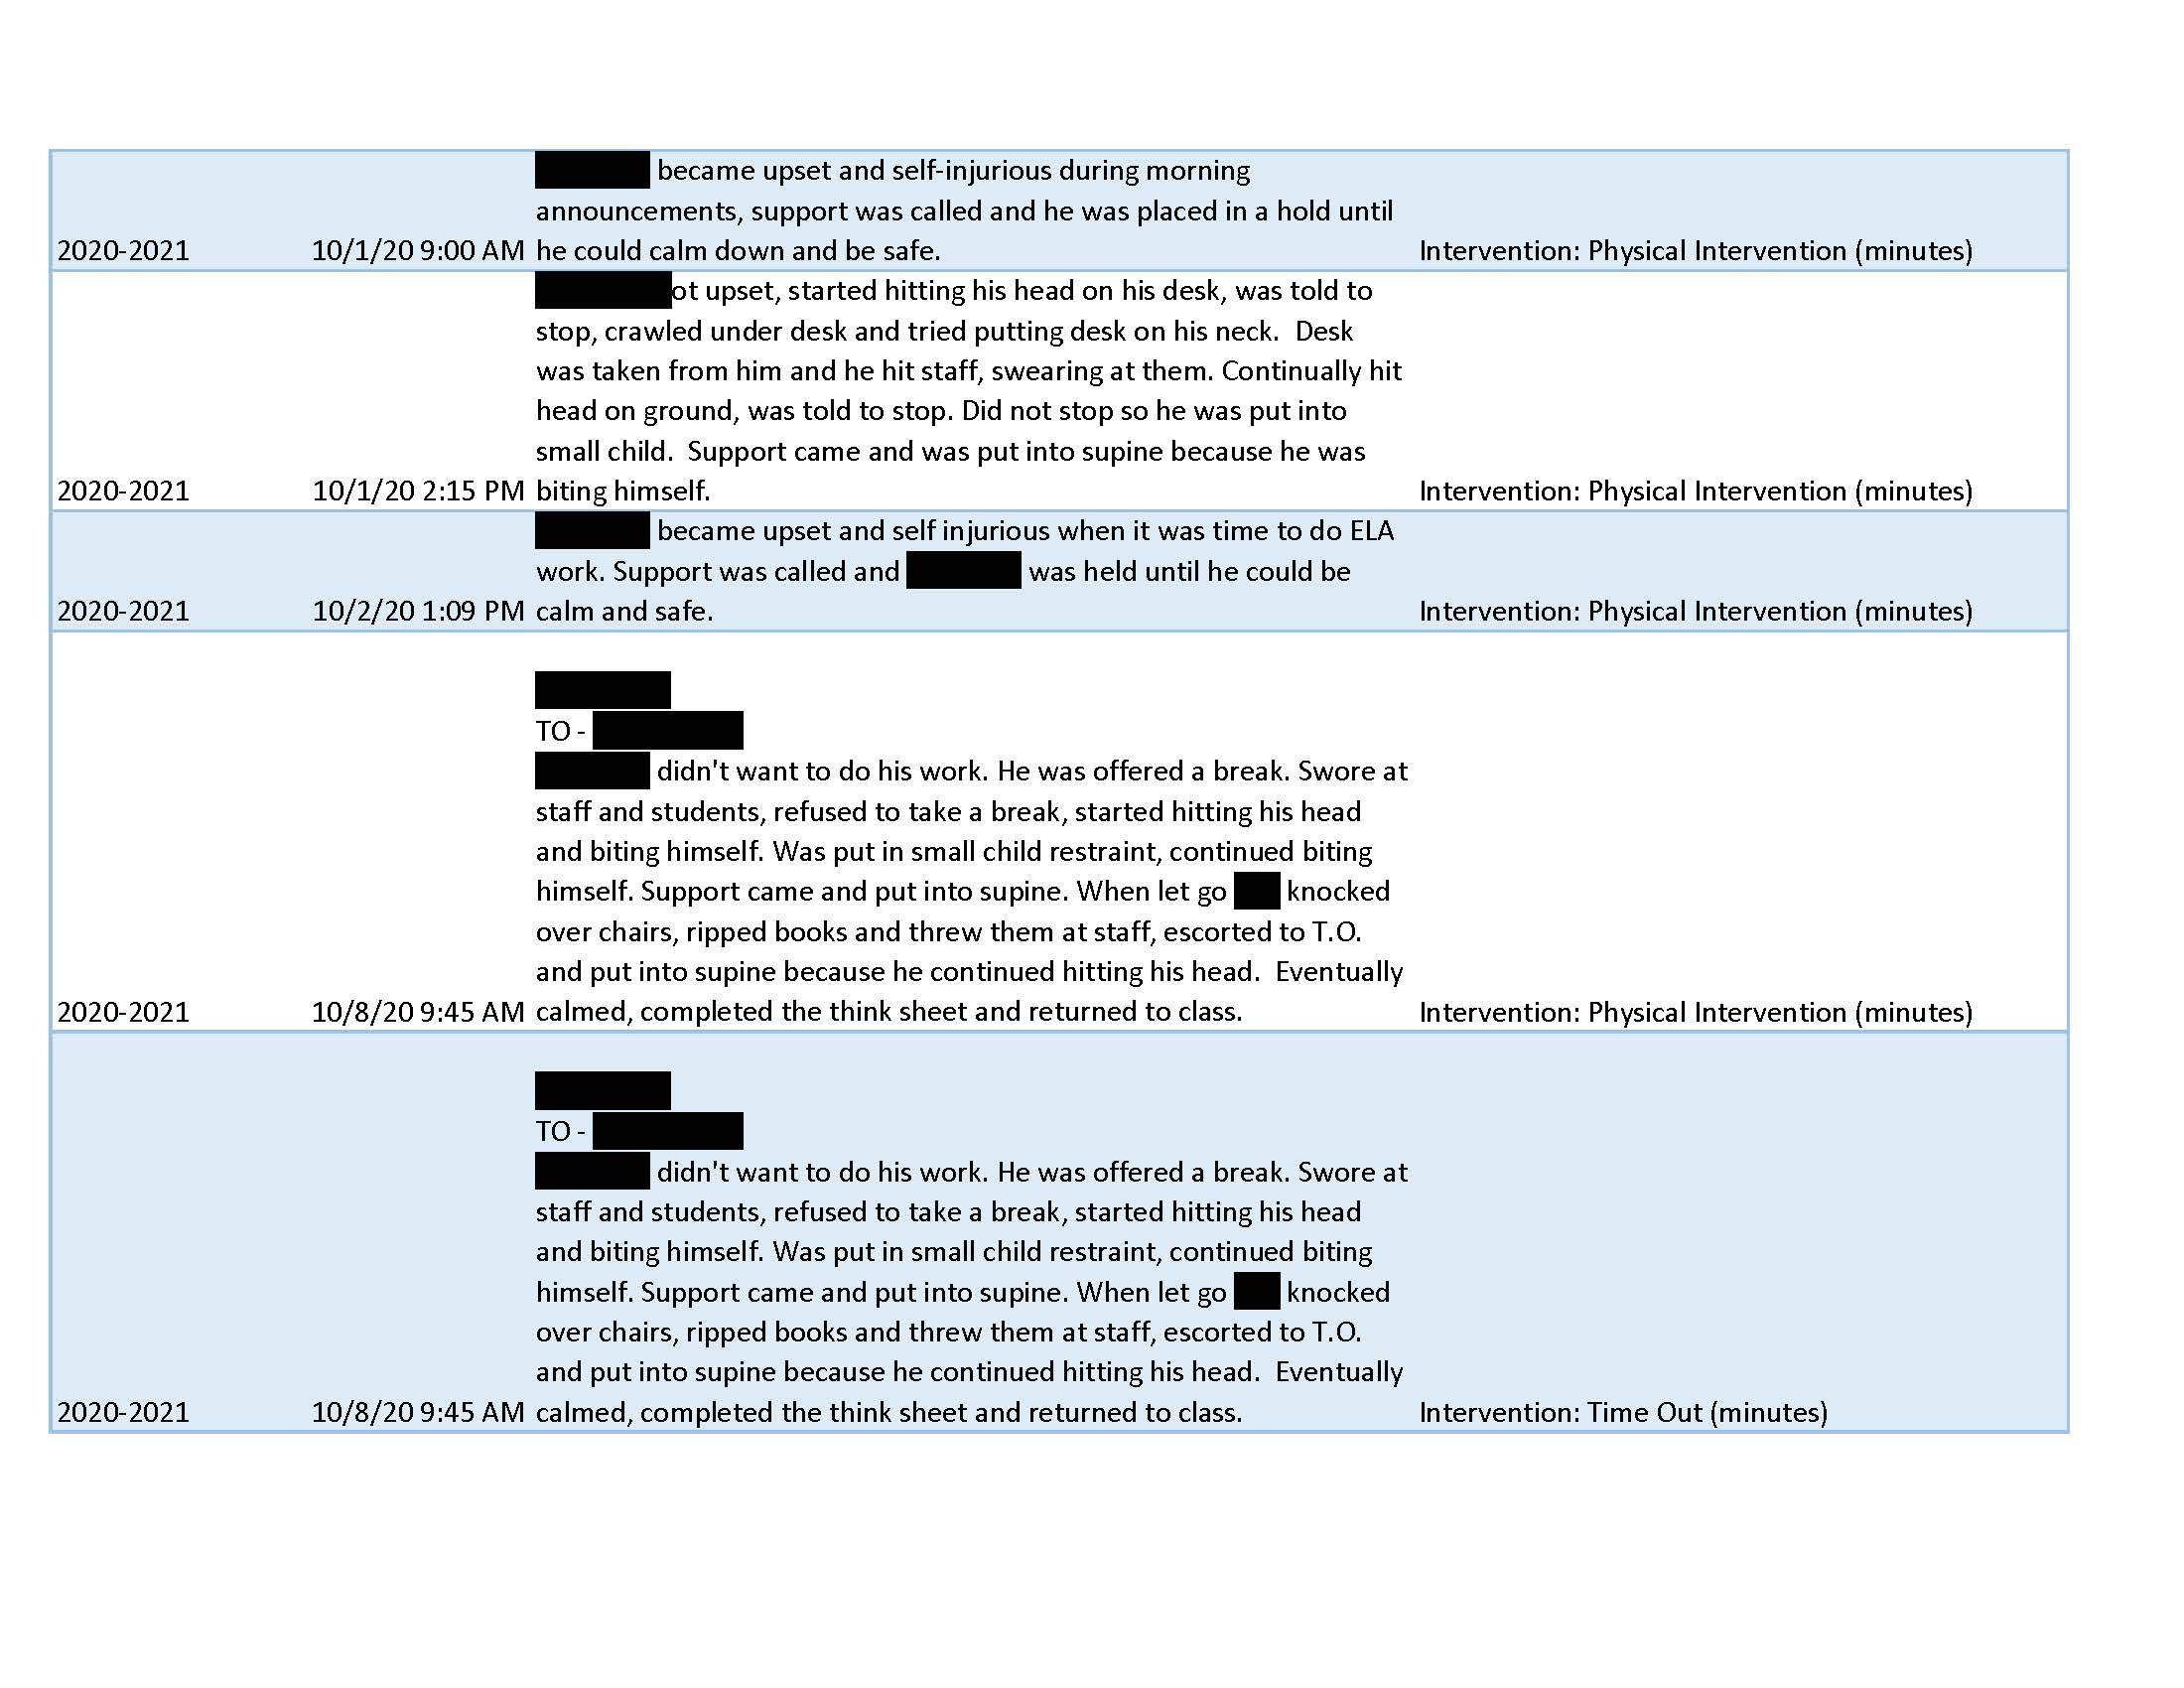 became upset and self-injurious during morning
announcements, support was called and he was placed in a hold until
2020-2021 10/1/20 9:00 AM he could calm down and be safe. Intervention: Physical Intervention (minutes)
ot upset, started hitting his head on his desk, was told to
stop, crawled under desk and tried putting desk on his neck.  Desk
was taken from him and he hit staff, swearing at them. Continually hit
head on ground, was told to stop. Did not stop so he was put into
small child.  Support came and was put into supine because he was
2020-2021 10/1/20 2:15 PM biting himself. Intervention: Physical Intervention (minutes)
became upset and self injurious when it was time to do ELA
work. Support was called and was held until he could be
2020-2021 10/2/20 1:09 PM calm and safe. Intervention: Physical Intervention (minutes)
TO -
didn't want to do his work. He was offered a break. Swore at
staff and students, refused to take a break, started hitting his head
and biting himself. Was put in small child restraint, continued biting
himself. Support came and put into supine. When let go knocked
over chairs, ripped books and threw them at staff, escorted to T.O.
and put into supine because he continued hitting his head.  Eventually
2020-2021 10/8/20 9:45 AM calmed, completed the think sheet and returned to class. Intervention: Physical Intervention (minutes)
TO -
didn't want to do his work. He was offered a break. Swore at
staff and students, refused to take a break, started hitting his head
and biting himself. Was put in small child restraint, continued biting
himself. Support came and put into supine. When let go knocked
over chairs, ripped books and threw them at staff, escorted to T.O.
and put into supine because he continued hitting his head.  Eventually
2020-2021 10/8/20 9:45 AM calmed, completed the think sheet and returned to class. Intervention: Time Out (minutes)